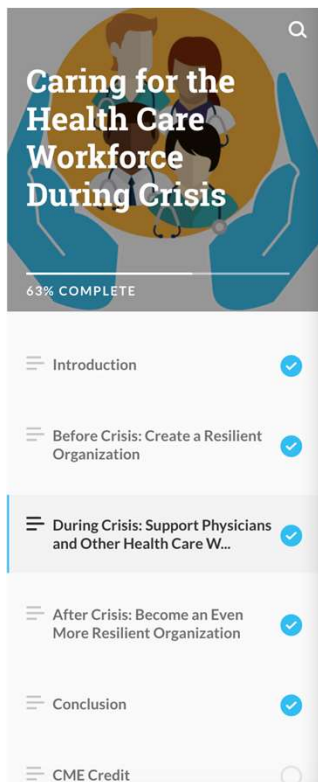 Caring for the
Health Care
Workforce
During Crisis
63% COMPLETE
Introduction
Before Crisis: Create a Resilient
Organization
During Crisis: Support Physicians
and Other Health Care W...
After Crisis: Become an Even
More Resilient Organization
Conclusion
CME Credit